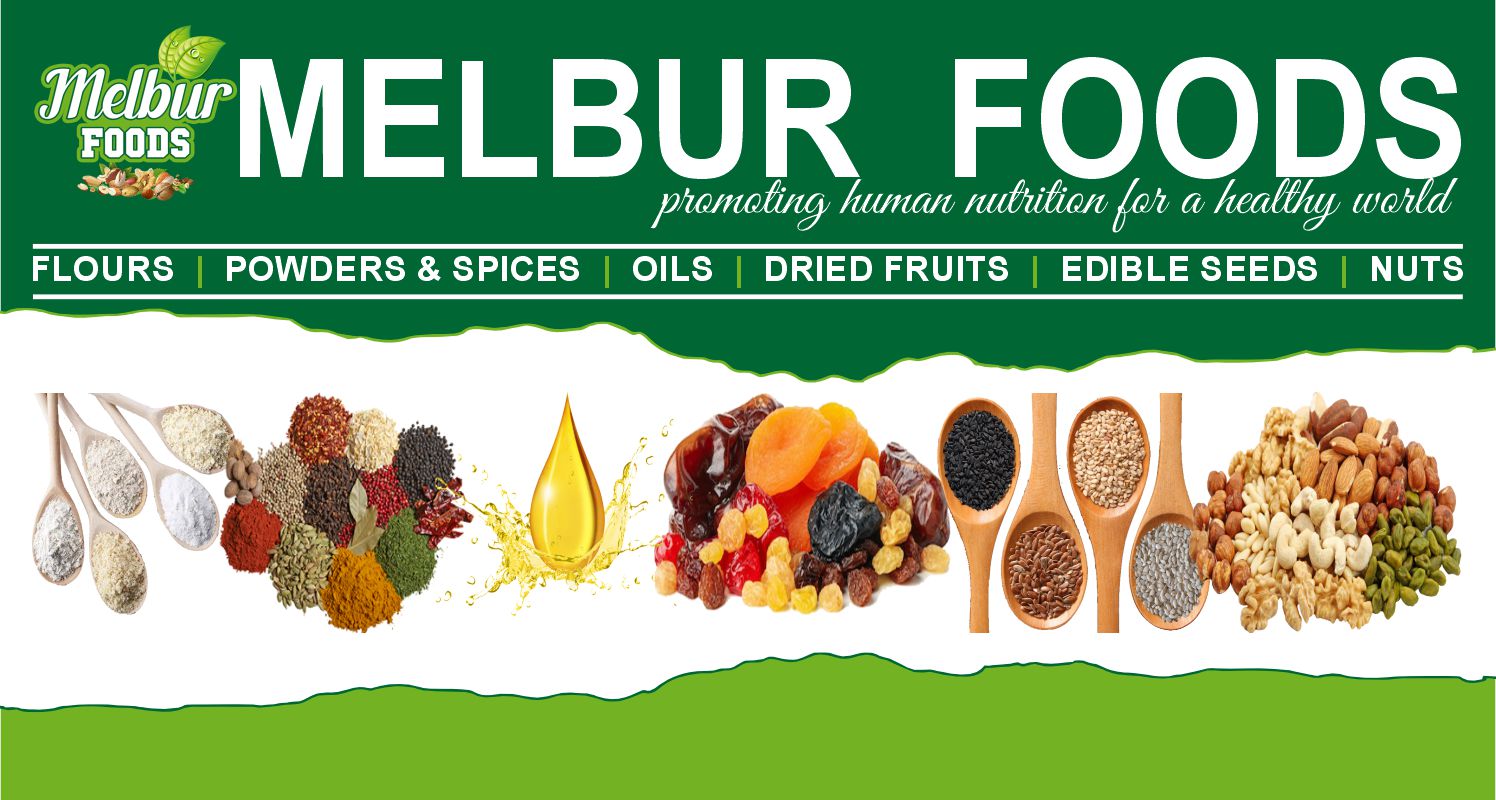 Melbur
FOODS
MELBUR FOODS
promoting human nutrition for a healthy world
FLOURS | POWDERS & SPICES | OILS | DRIED FRUITS | EDIBLE SEEDS | NUTS